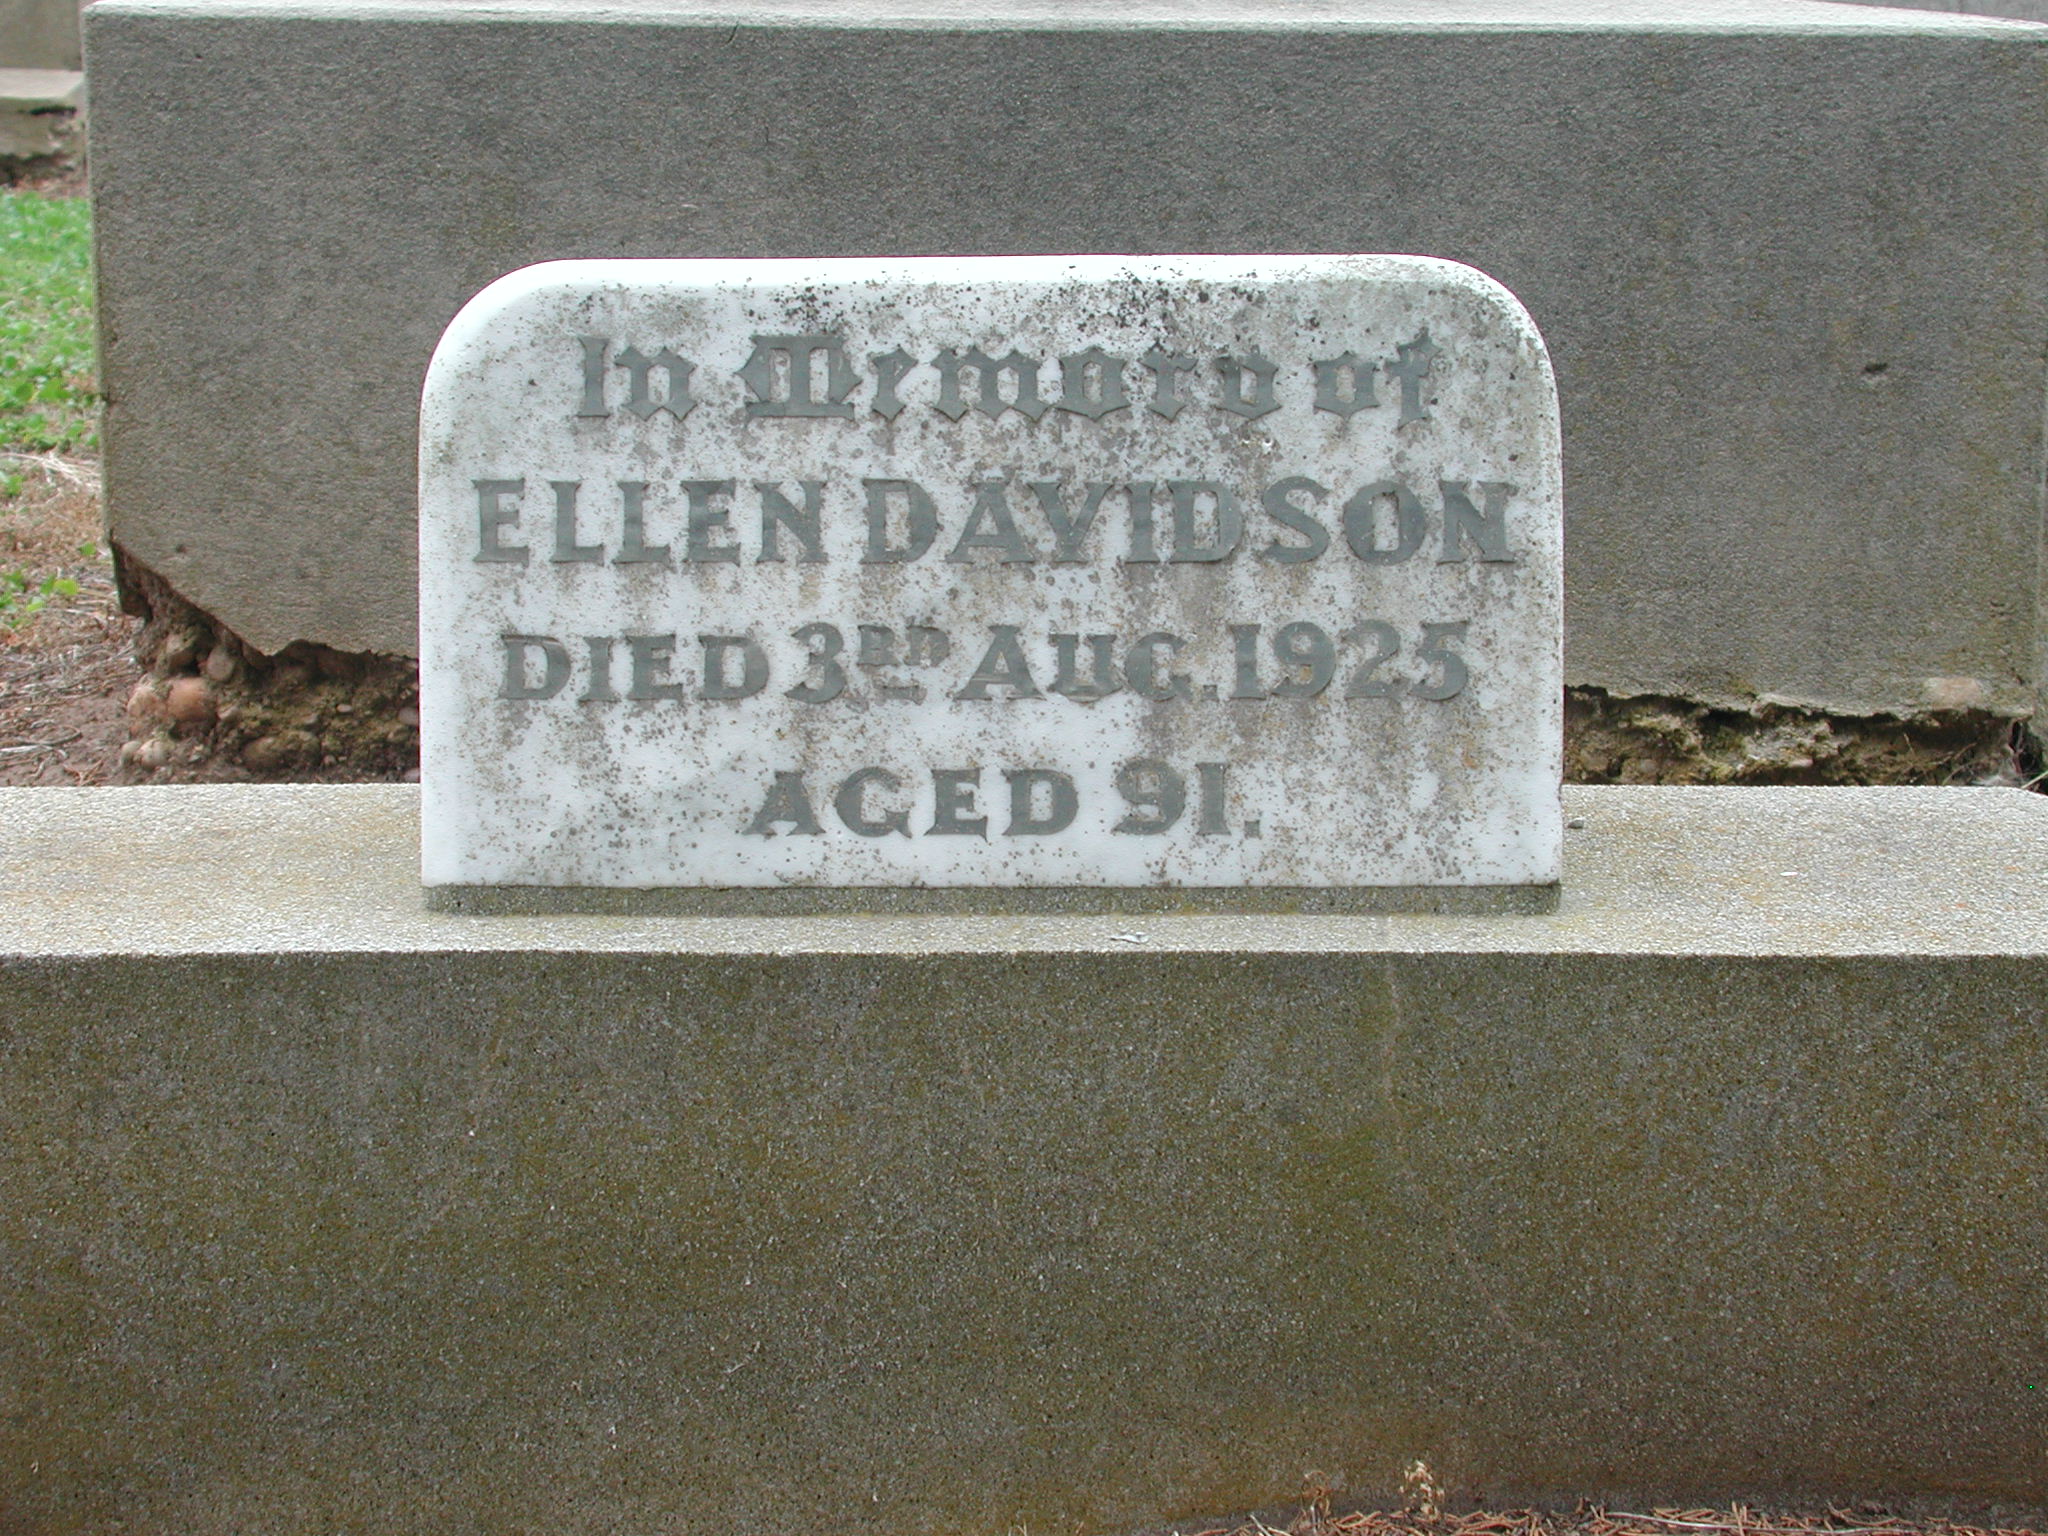 In Memory of
ELLEN DAVIDSON
DIED 3RD AUG. 1925
AGED 91.